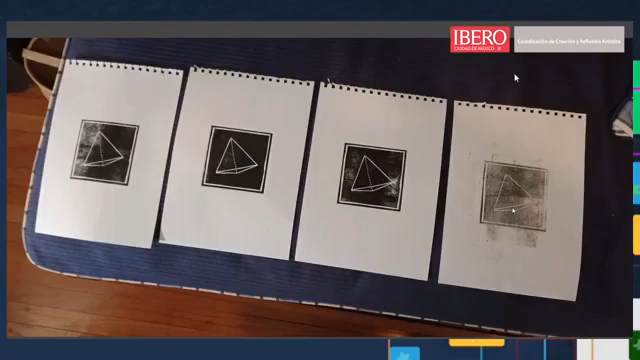 IBERO
CIUDAD DE MÉXICO
Coordinación de Creación y Reflexión Artística